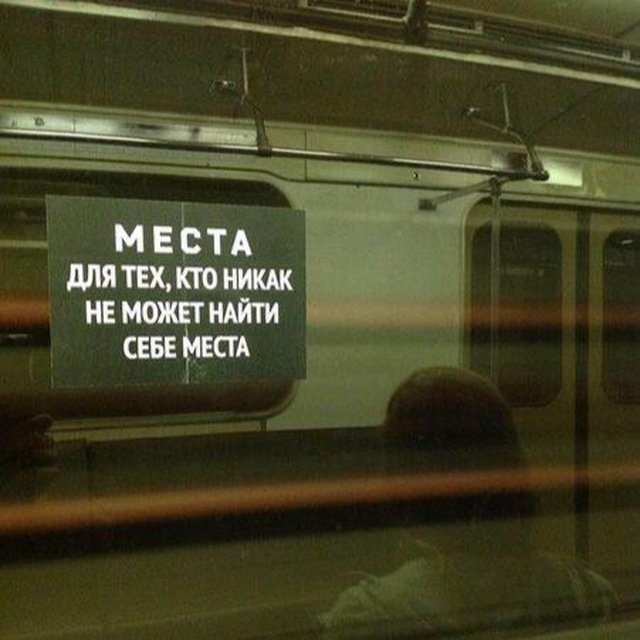 МЕСТА
ДЛЯ ТЕХ, КТО НИКАК
НЕ МОЖЕТ НАЙТИ
СЕБЕ МЕСТА